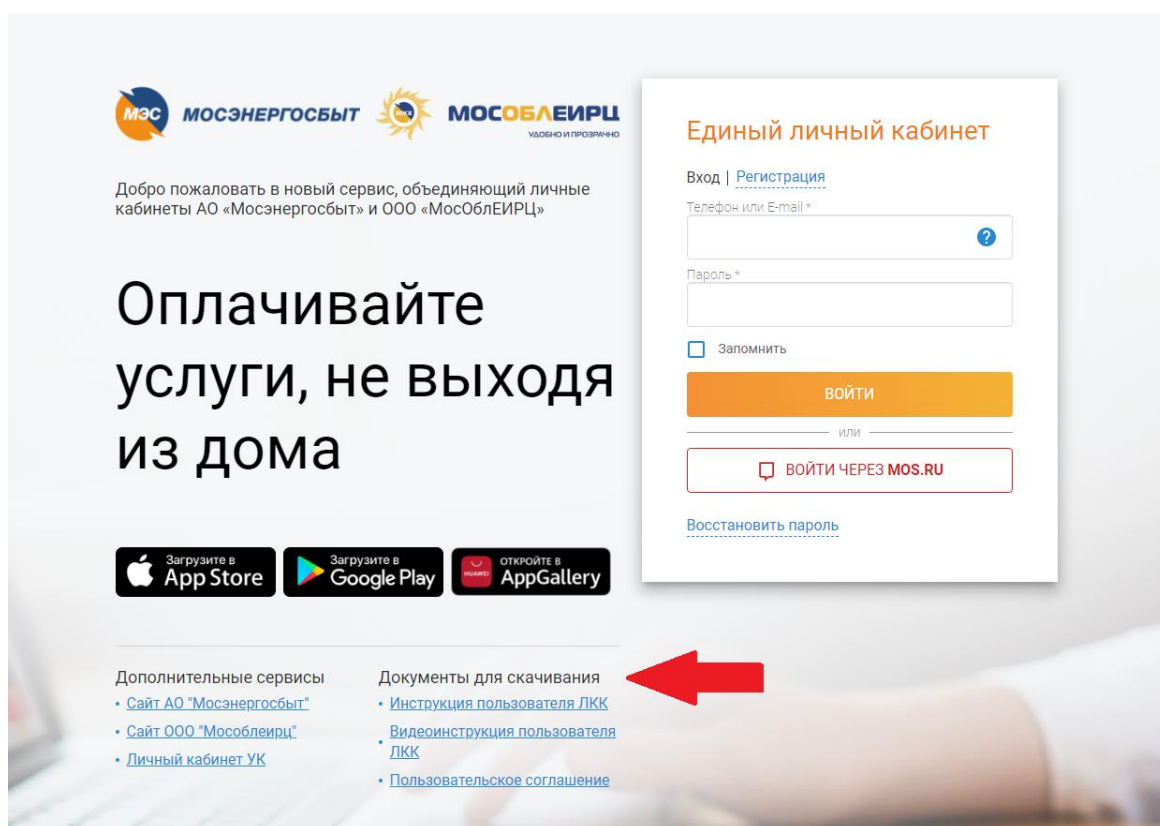 МЭС
МОСЭНЕРГОСБЫТ
МОСОБЛЕИРЦ
УДОБНО И ПРОЗРАЧНО
Добро пожаловать в новый сервис, объединяющий личные
кабинеты АО «Мосэнергосбыт» и ООО «МосОблЕИРЦ»
Оплачивайте
услуги, не выходя
из дома
Загрузите в
App Store
Загрузите в
Google Play
HUAWEI
ОТКРОЙТЕ В
AppGallery
Дополнительные сервисы
• Сайт АО "Мосэнергосбыт"
• Сайт ООО "Мособлеирц"
• Личный кабинет УК
Документы для скачивания
• Инструкция пользователя ЛКК
• Видеоинструкция пользователя
ЛКК
• Пользовательское соглашение
Единый личный кабинет
Вход | Регистрация
Телефон или E-mail *
?
Пароль *
Запомнить
ВОЙТИ
или
ВОЙТИ ЧЕРЕЗ MOS.RU
Восстановить пароль